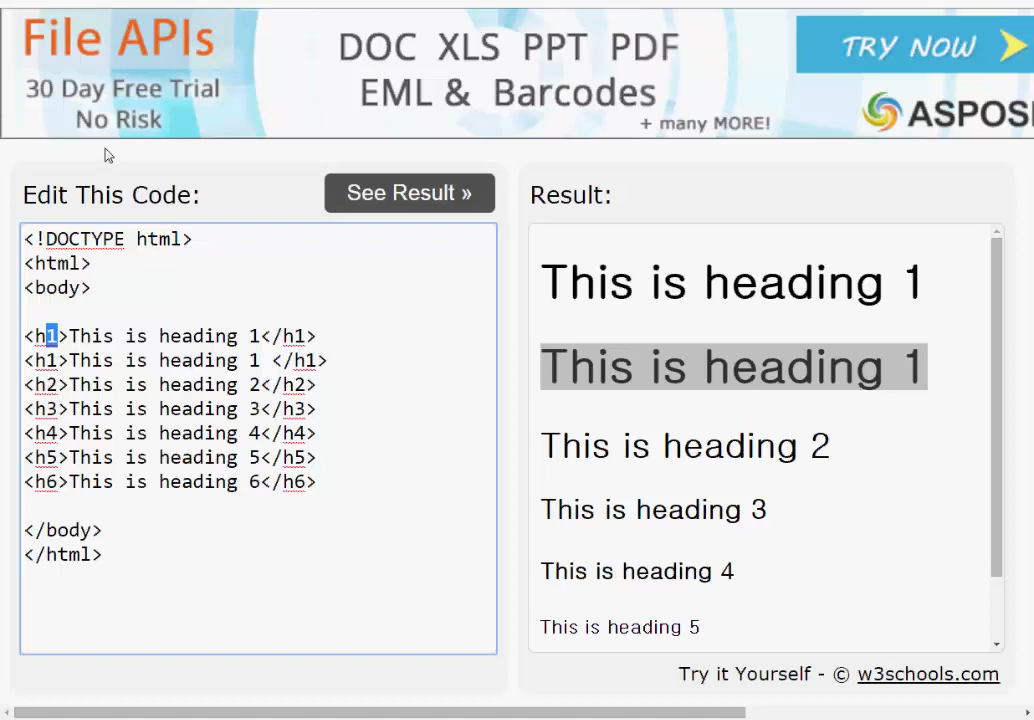 File APIs
30 Day Free Trial
No Risk
DOC XLS PPT PDF
EML & Barcodes
+ many MORE!
TRY NOW
ASPOS
Edit This Code:
See Result »
<!DOCTYPE html>
<html>
<body>
<h1>This is heading 1</h1>
<h1>This is heading 1 </h1>
<h2>This is heading 2</h2>
<h3>This is heading 3</h3>
<h4>This is heading 4</h4>
<h5>This is heading 5</h5>
<h6>This is heading 6</h6>
</body>
</html>
Result:
This is heading 1
This is heading 1
This is heading 2
This is heading 3
This is heading 4
This is heading 5
Try it Yourself - © w3schools.com